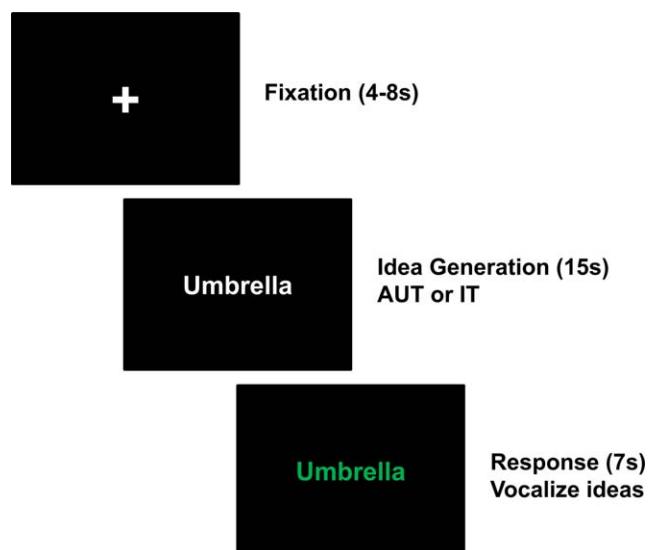 Fixation (4-8s)
Umbrella
Idea Generation (15s)
AUT or IT
Umbrella
Response (7s)
Vocalize ideas